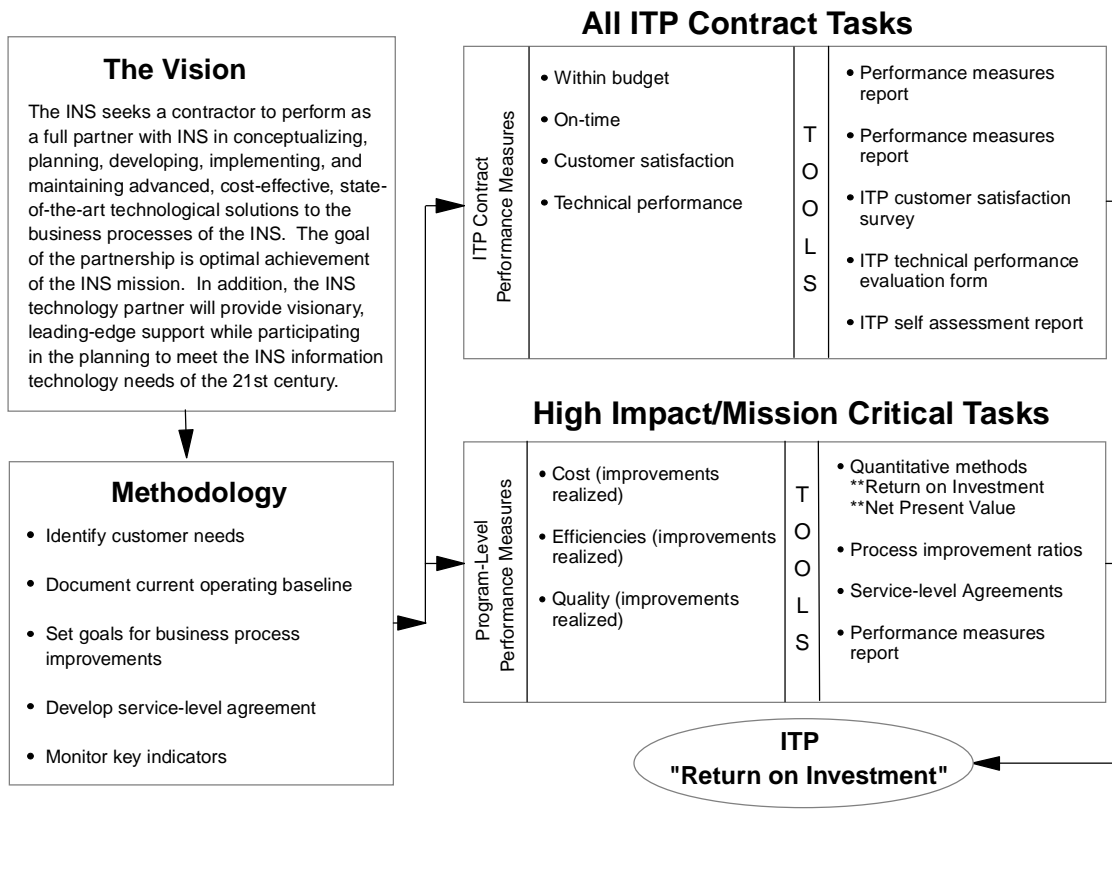 The Vision
The INS seeks a contractor to perform as
a full partner with INS in conceptualizing,
planning, developing, implementing, and
maintaining advanced, cost-effective, state-
of-the-art technological solutions to the
business processes of the INS.  The goal
of the partnership is optimal achievement
of the INS mission.  In addition, the INS
technology partner will provide visionary,
leading-edge support while participating
in the planning to meet the INS information
technology needs of the 21st century.
Methodology
• Identify customer needs
• Document current operating baseline
• Set goals for business process
improvements
• Develop service-level agreement
• Monitor key indicators
All ITP Contract Tasks
ITP Contract
Performance Measures
• Within budget
• On-time
• Customer satisfaction
• Technical performance
T
O
O
L
S
• Performance measures
report
• Performance measures
report
• ITP customer satisfaction
survey
• ITP technical performance
evaluation form
• ITP self assessment report
High Impact/Mission Critical Tasks
Program-Level
Performance Measures
• Cost (improvements
realized)
• Efficiencies (improvements
realized)
• Quality (improvements
realized)
T
O
O
L
S
• Quantitative methods
**Return on Investment
**Net Present Value
• Process improvement ratios
• Service-level Agreements
• Performance measures
report
ITP
"Return on Investment"